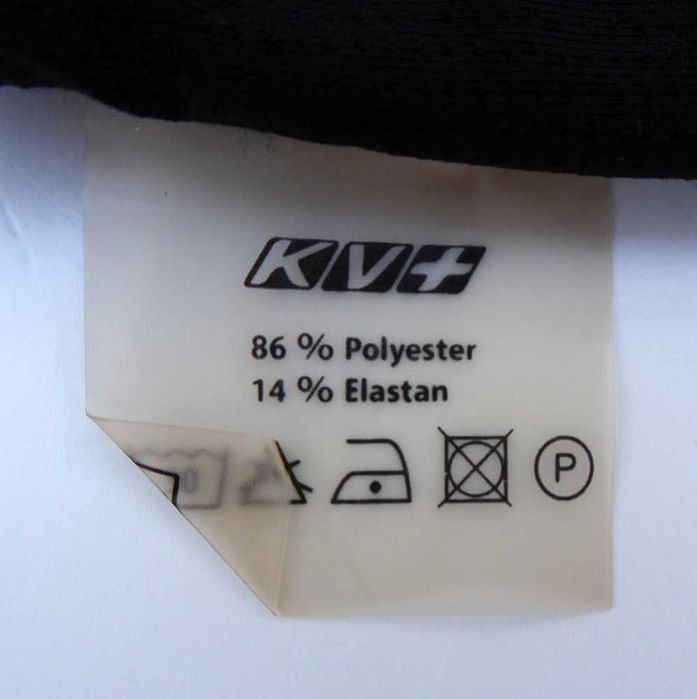 KV+
86 % Polyester
14 % Elastan
P